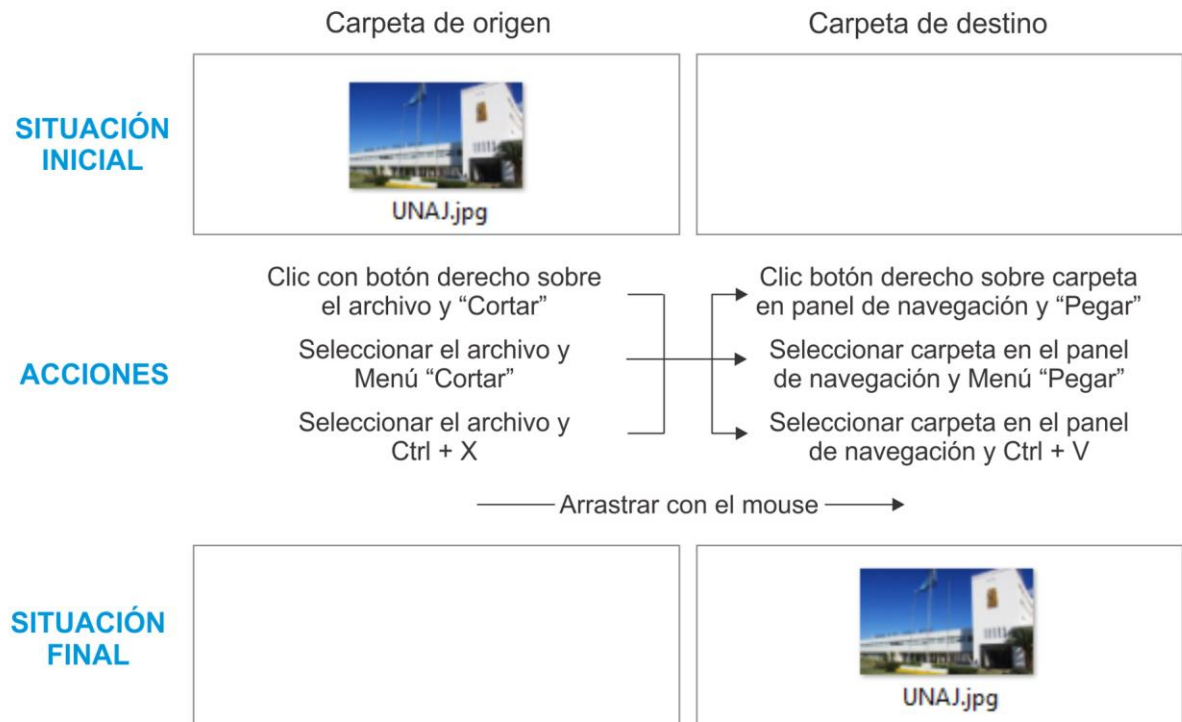 Carpeta de origen
Carpeta de destino
SITUACIÓN
INICIAL
UNAJ.jpg
ACCIONES
Clic con botón derecho sobre
el archivo y “Cortar”
Clic botón derecho sobre carpeta
en panel de navegación y “Pegar”
Seleccionar el archivo y
Menú “Cortar”
Seleccionar carpeta en el panel
de navegación y Menú “Pegar”
Seleccionar el archivo y
Ctrl + X
Seleccionar carpeta en el panel
de navegación y Ctrl + V
Arrastrar con el mouse
SITUACIÓN
FINAL
UNAJ.jpg